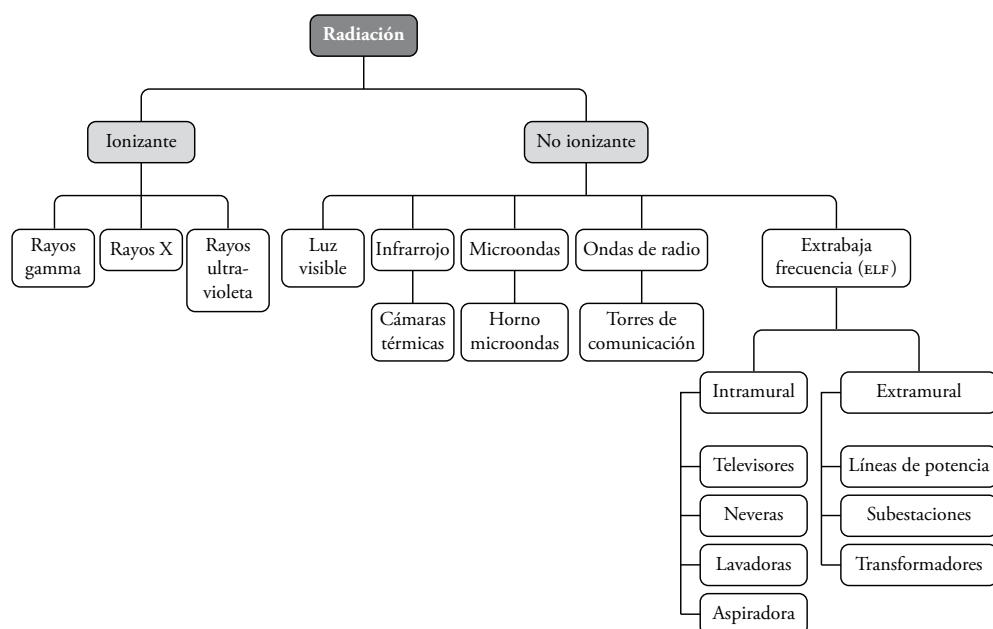 Radiación
Ionizante
No ionizante
Rayos
gamma
Rayos X
Rayos
ultra-
violeta
Luz
visible
Infrarrojo
Microondas
Ondas de radio
Extrabaja
frecuencia (ELF)
Cámaras
térmicas
Horno
microondas
Torres de
comunicación
Intramural
Extramural
Televisores
Líneas de potencia
Neveras
Subestaciones
Lavadoras
Transformadores
Aspiradora